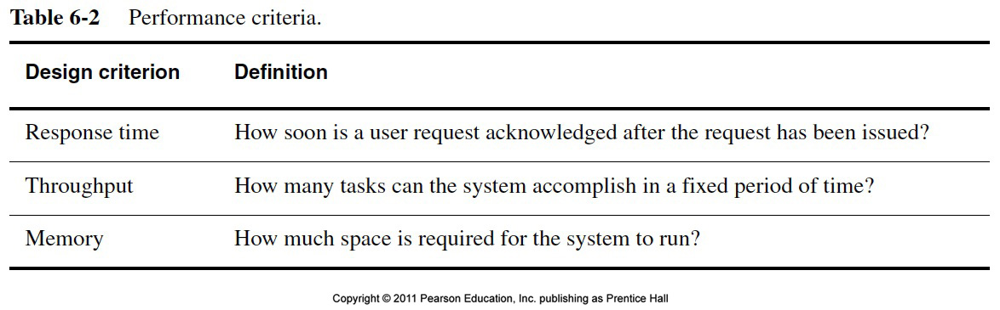 Table 6-2 Performance criteria.
Design criterion Definition
Response time How soon is a user request acknowledged after the request has been issued?
Throughput How many tasks can the system accomplish in a fixed period of time?
Memory How much space is required for the system to run?
Copyright © 2011 Pearson Education, Inc. publishing as Prentice Hall